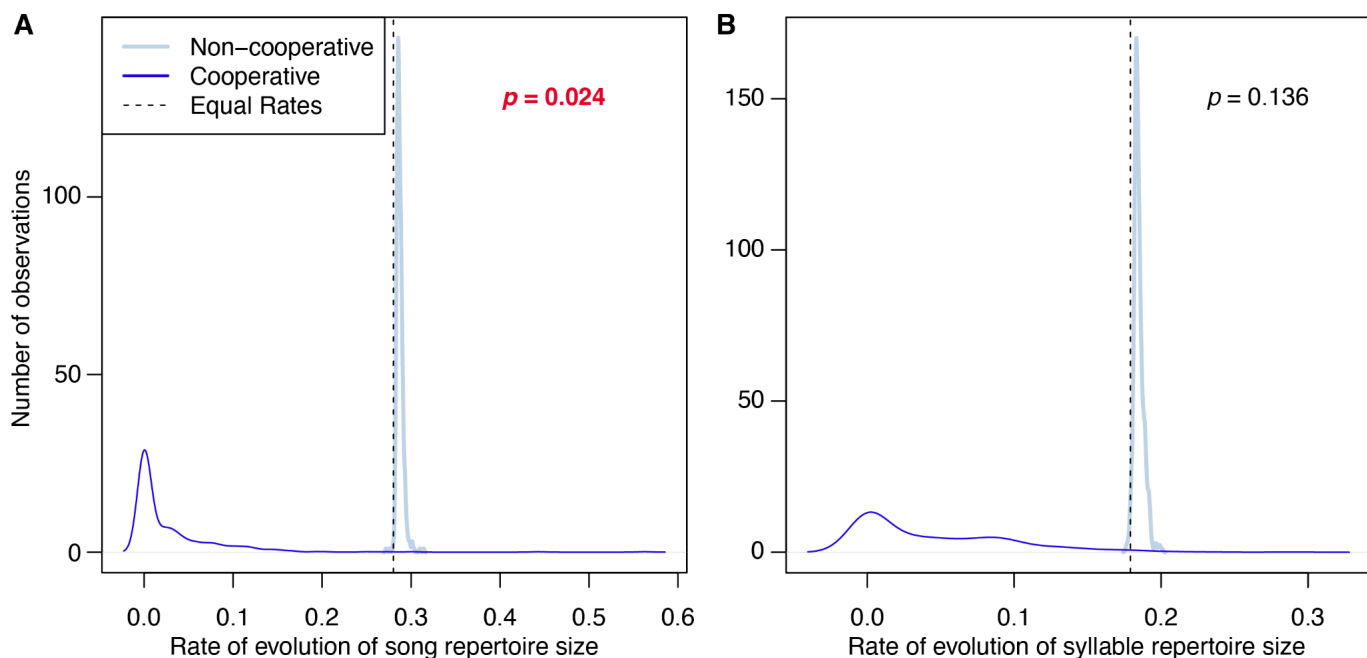 A
Non−cooperative
Cooperative
Equal Rates
p = 0.024
Number of observations
100
50
0
0.0 0.1 0.2 0.3 0.4 0.5 0.6
Rate of evolution of song repertoire size
B
p = 0.136
150
100
50
0
0.0 0.1 0.2 0.3
Rate of evolution of syllable repertoire size